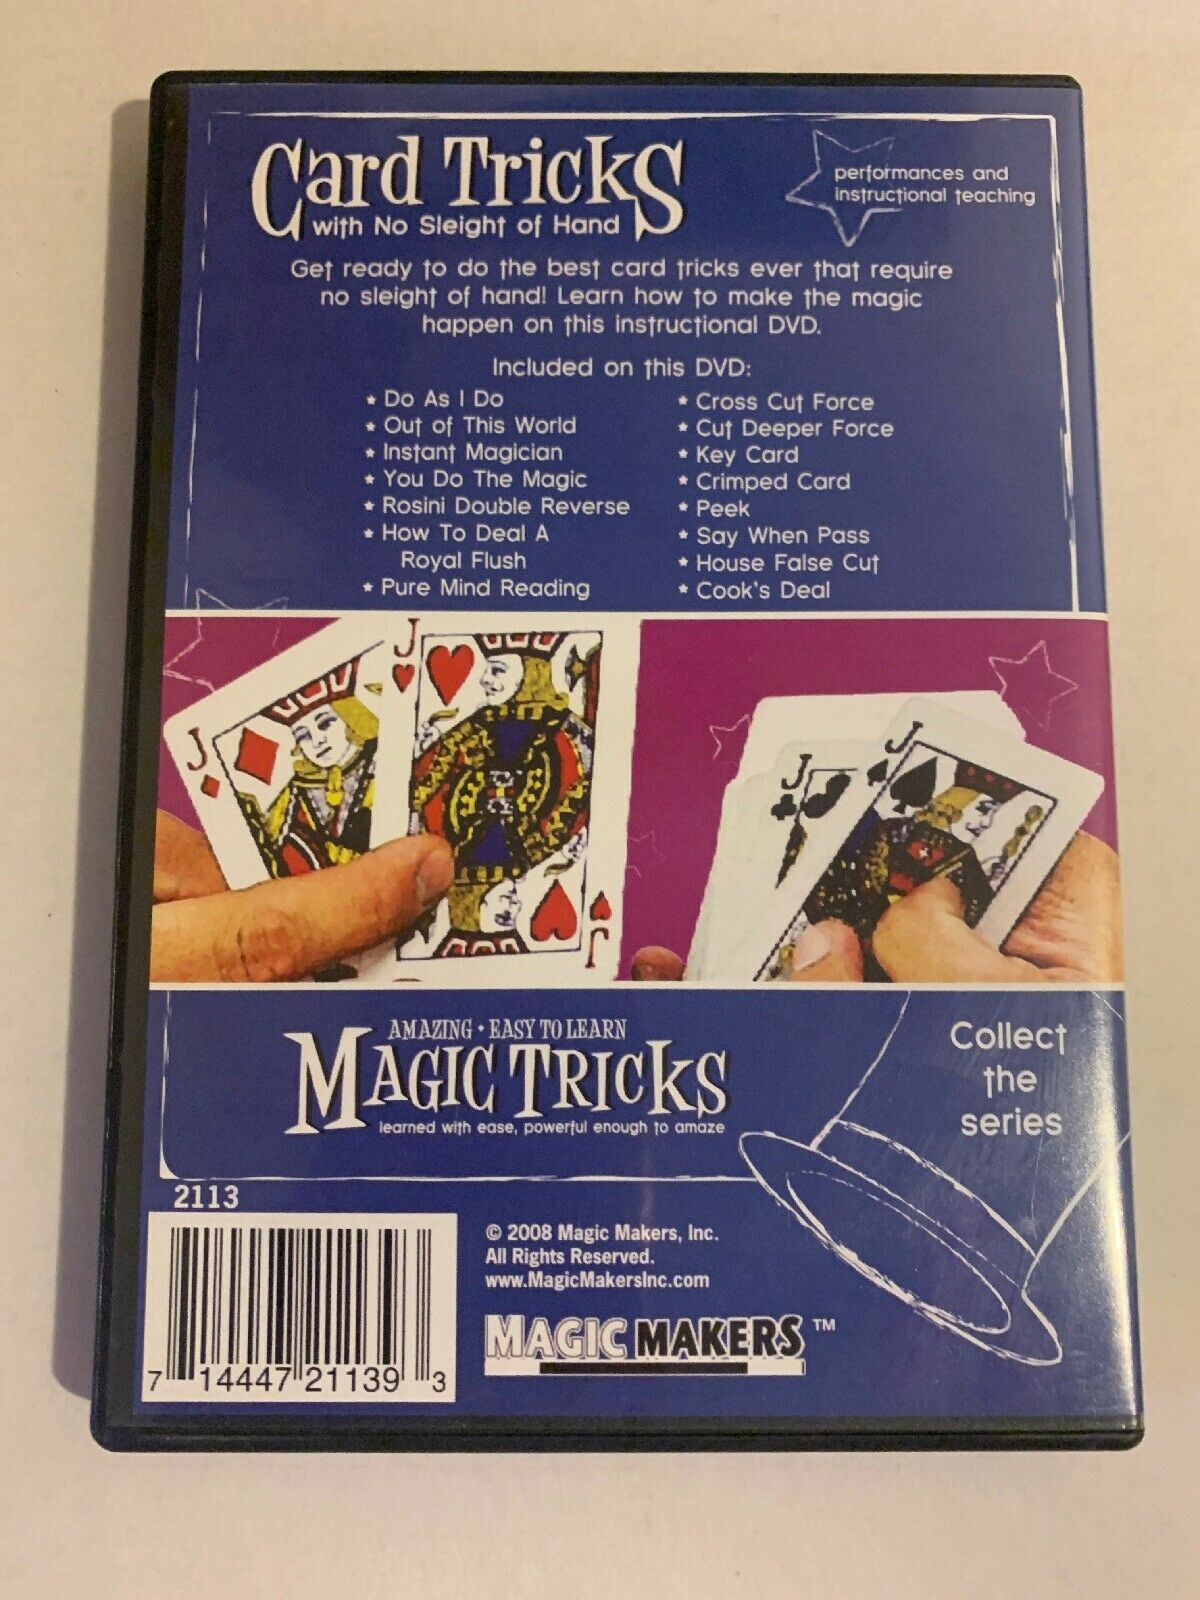 Card Tricks
with No Sleight of Hand
performances and
instructional teaching
Get ready to do the best card tricks ever that require
no sleight of hand! Learn how to make the magic
happen on this instructional DVD.
Included on this DVD:
* Do As I Do
* Out of This World
* Instant Magician
* You Do The Magic
* Rosini Double Reverse
* How To Deal A
Royal Flush
* Pure Mind Reading
* Cross Cut Force
* Cut Deeper Force
* Key Card
* Crimped Card
* Peek
* Say When Pass
* House False Cut
* Cook's Deal
J
J
J
J
J
AMAZING • EASY TO LEARN
MAGIC TRICKS
learned with ease, powerful enough to amaze
Collect
the
series
2113
7 14447 21139 3
© 2008 Magic Makers, Inc.
All Rights Reserved.
www.MagicMakersInc.com
MAGIC MAKERS™